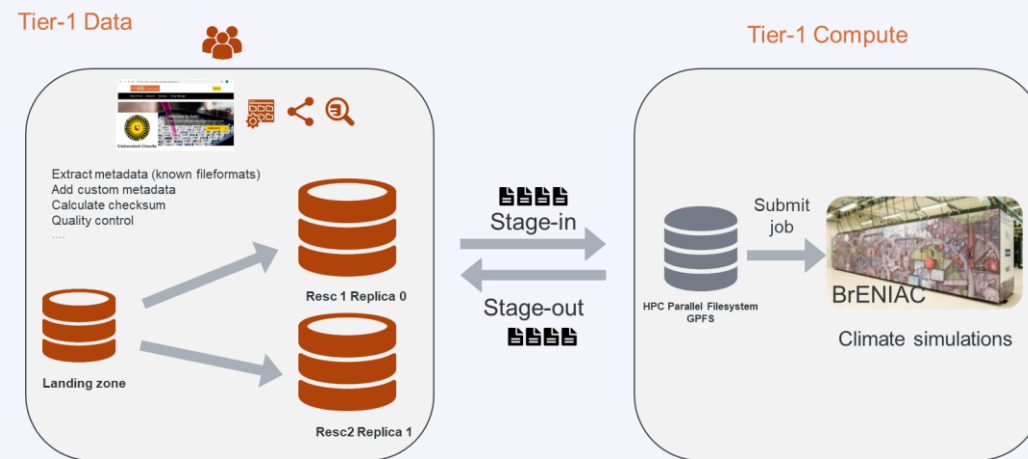 Tier-1 Data
Tier-1 Compute
Universiteit Utrecht
Extract metadata (known fileformats)
Add custom metadata
Calculate checksum
Quality control
....
Landing zone
Resc 1 Replica 0
Resc2 Replica 1
Stage-in
Stage-out
HPC Parallel Filesystem
GPFS
Submit
job
BrENIAC
Climate simulations